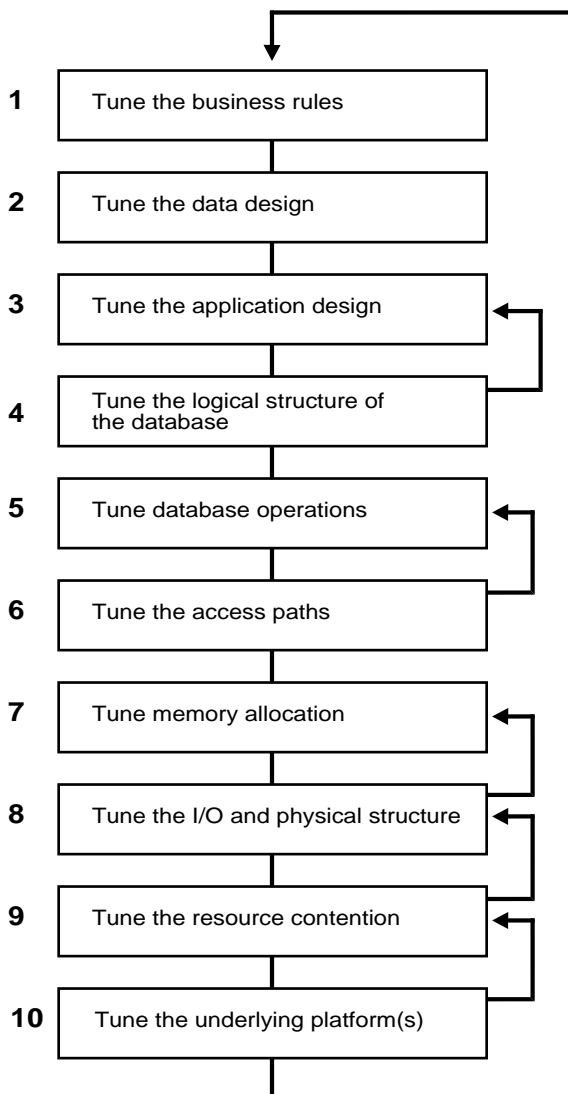 1 Tune the business rules
2 Tune the data design
3 Tune the application design
4 Tune the logical structure of
the database
5 Tune database operations
6 Tune the access paths
7 Tune memory allocation
8 Tune the I/O and physical structure
9 Tune the resource contention
10 Tune the underlying platform(s)